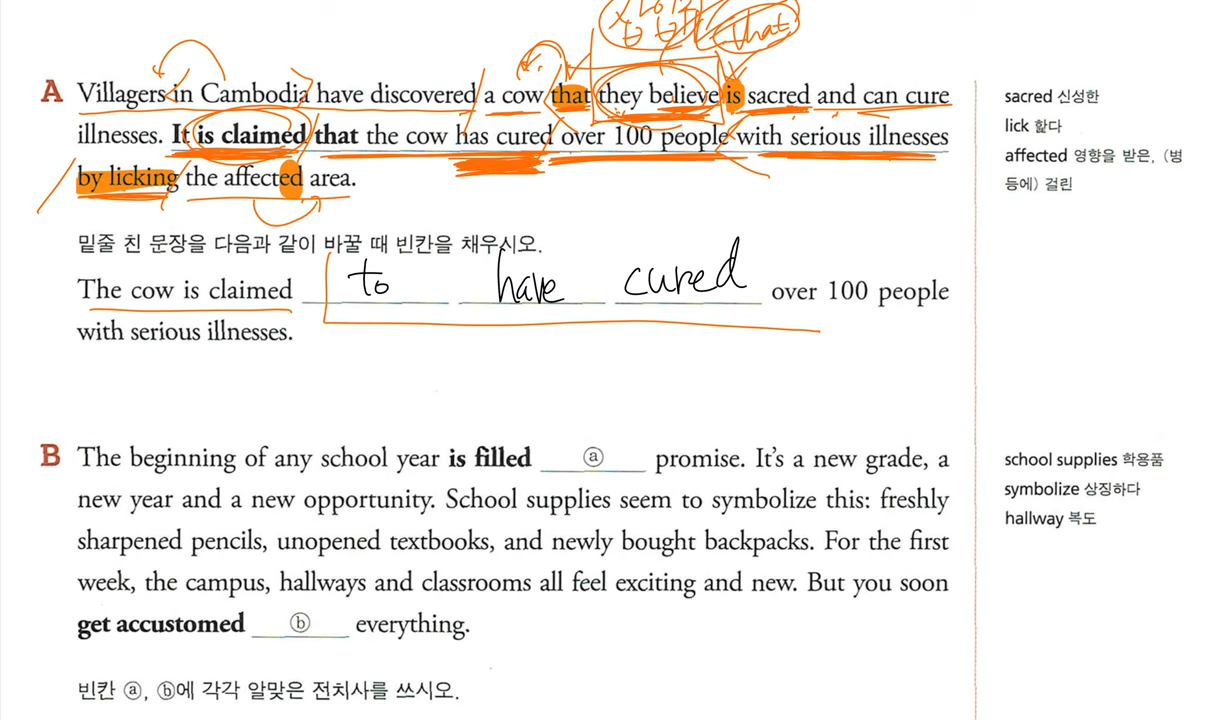 삽입
that
A Villagers in Cambodia have discovered a cow that they believe is sacred and can cure
illnesses. It is claimed that the cow has cured over 100 people with serious illnesses
by licking the affected area.
sacred 신성한
lick 핥다
affected 영향을 받은, (병
등에) 걸린
밑줄 친 문장을 다음과 같이 바꿀 때 빈칸을 채우시오.
The cow is claimed to have cured over 100 people
with serious illnesses.
B The beginning of any school year is filled ⓐ promise. It's a new grade, a
new year and a new opportunity. School supplies seem to symbolize this: freshly
sharpened pencils, unopened textbooks, and newly bought backpacks. For the first
week, the campus, hallways and classrooms all feel exciting and new. But you soon
get accustomed ⓑ everything.
school supplies 학용품
symbolize 상징하다
hallway 복도
빈칸 ⓐ, ⓑ에 각각 알맞은 전치사를 쓰시오.